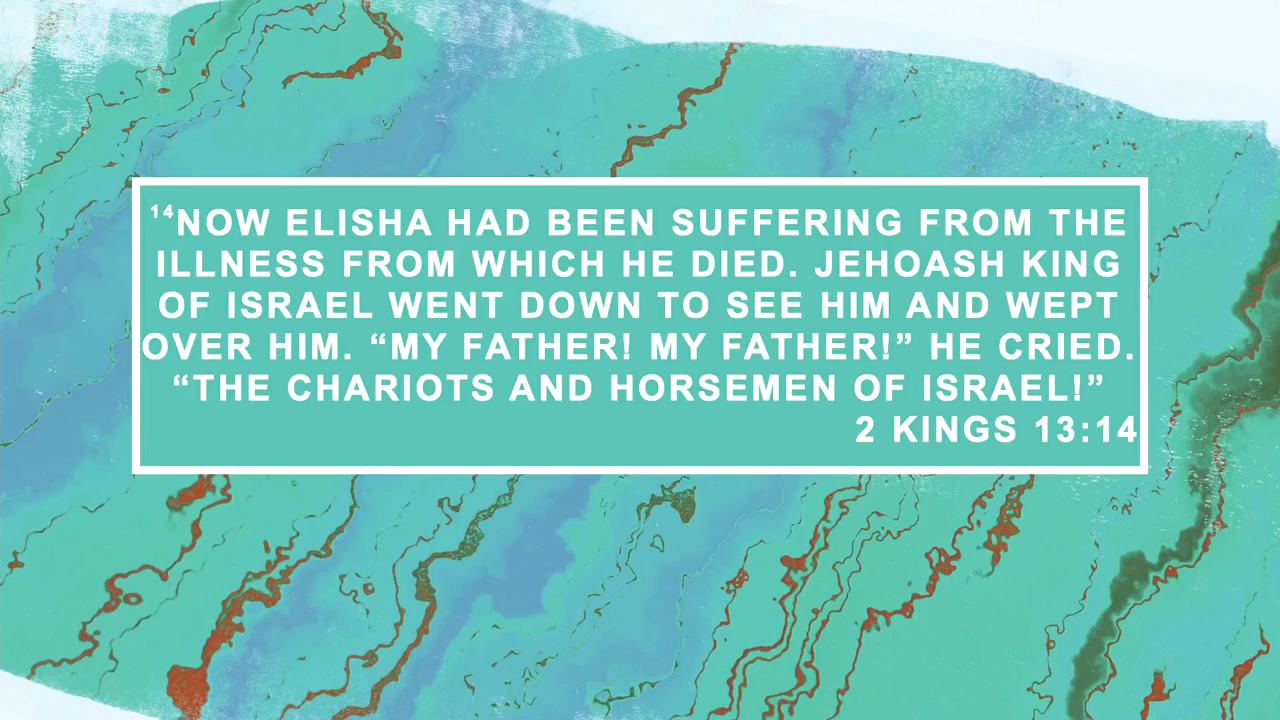 ¹⁴NOW ELISHA HAD BEEN SUFFERING FROM THE
ILLNESS FROM WHICH HE DIED. JEHOASH KING
OF ISRAEL WENT DOWN TO SEE HIM AND WEPT
OVER HIM. “MY FATHER! MY FATHER!” HE CRIED.
“THE CHARIOTS AND HORSEMEN OF ISRAEL!”
2 KINGS 13:14